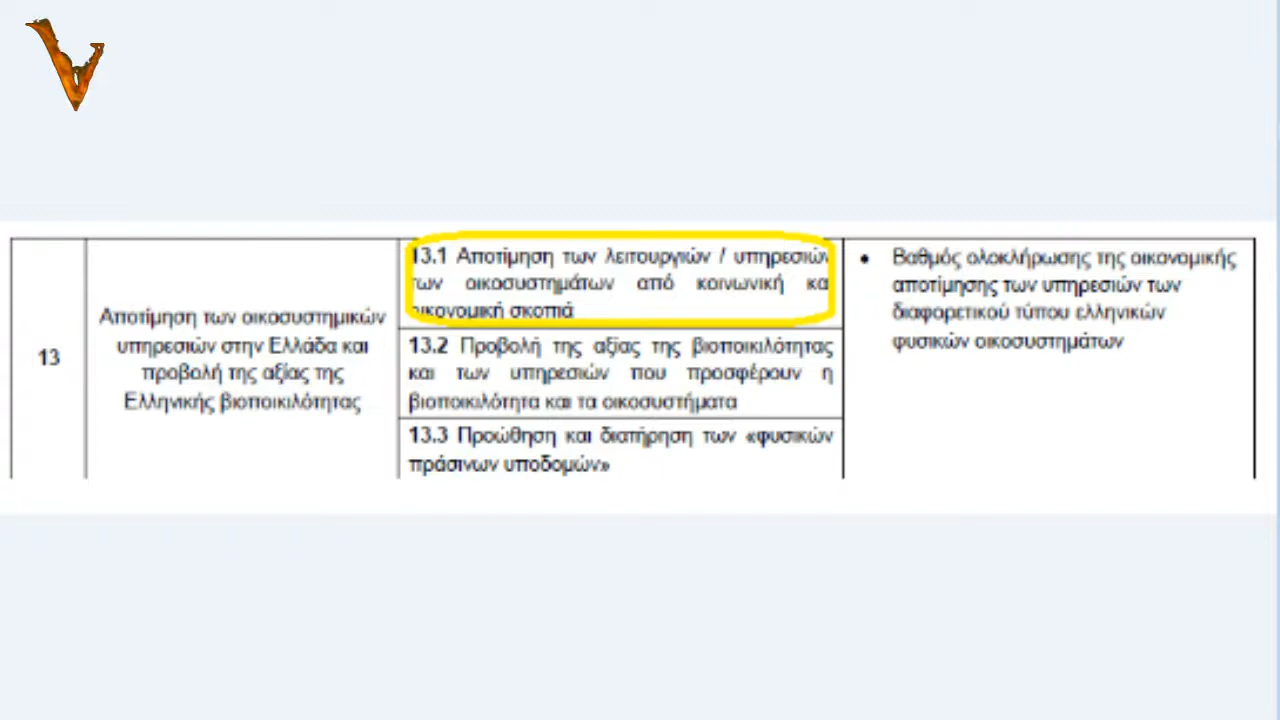 13
Αποτίμηση των οικοσυστημικών
υπηρεσιών στην Ελλάδα και
προβολή της αξίας της
Ελληνικής βιοποικιλότητας
13.1 Αποτίμηση των λειτουργιών / υπηρεσιών
των οικοσυστημάτων από κοινωνική κα
οικονομική σκοπιά
13.2 Προβολή της αξίας της βιοποικιλότητας
και των υπηρεσιών που προσφέρουν η
βιοποικιλότητα και τα οικοσυστήματα
13.3 Προώθηση και διατήρηση των «φυσικών
πράσινων υποδομών»
• Βαθμός ολοκλήρωσης της οικονομικής
αποτίμησης των υπηρεσιών των
διαφορετικού τύπου ελληνικών
φυσικών οικοσυστημάτων